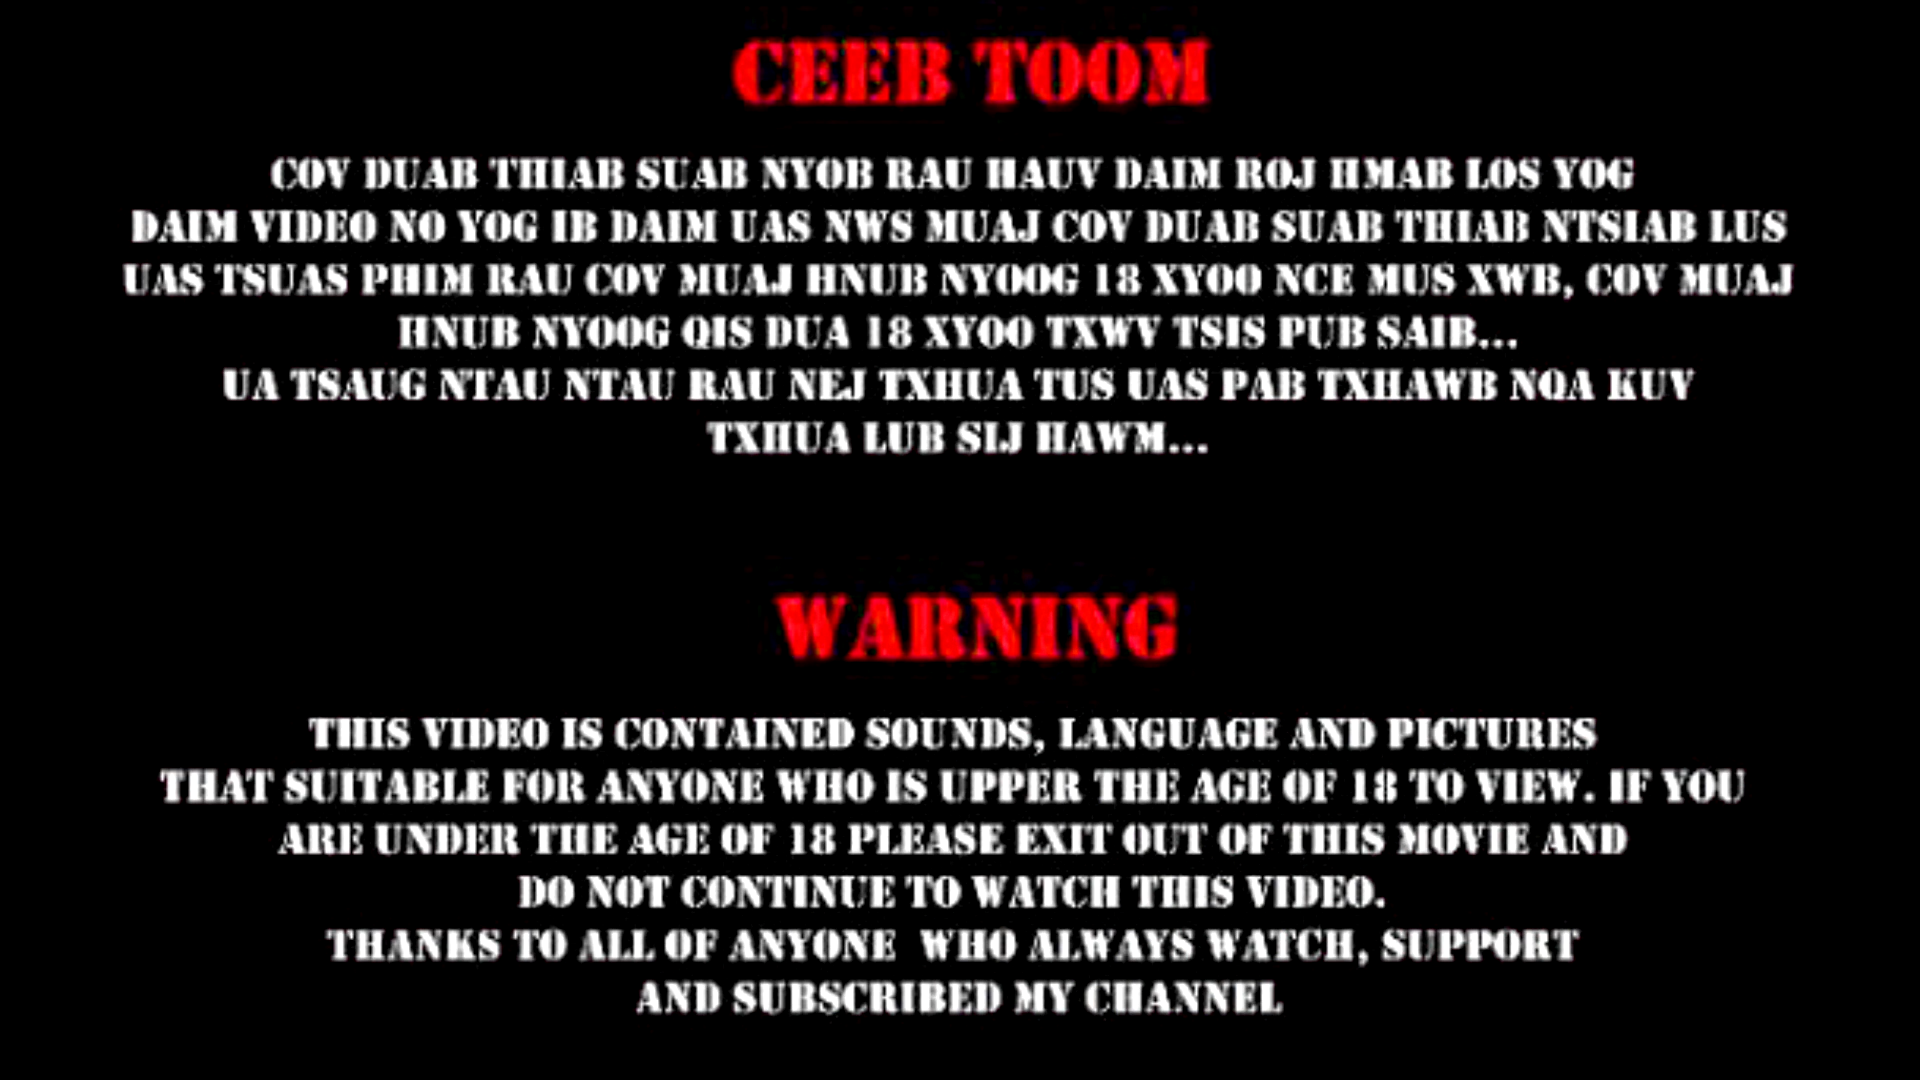 CEEB TOOM
COV DUAB THIAB SUAB NYOB RAU HAUV DAIM ROJ HMAB LOS YOG
DAIM VIDEO NO YOG IB DAIM UAS NWS MUAJ COV DUAB SUAB THIAB NTSIAB LUS
UAS TSUAS PHIM RAU COV MUAJ HNUB NYOOG 18 XYOO NCE MUS XWB, COV MUAJ
HNUB NYOOG QIS DUA 18 XYOO TXWV TSIS PUB SAIB...
UA TSAUG NTAU NTAU RAU NEJ TXHUA TUS UAS PAB TXHAWB NQA KUV
TXHUA LUB SIJ HAWM...
WARNING
THIS VIDEO IS CONTAINED SOUNDS, LANGUAGE AND PICTURES
THAT SUITABLE FOR ANYONE WHO IS UPPER THE AGE OF 18 TO VIEW. IF YOU
ARE UNDER THE AGE OF 18 PLEASE EXIT OUT OF THIS MOVIE AND
DO NOT CONTINUE TO WATCH THIS VIDEO.
THANKS TO ALL OF ANYONE  WHO ALWAYS WATCH, SUPPORT
AND SUBSCRIBED MY CHANNEL